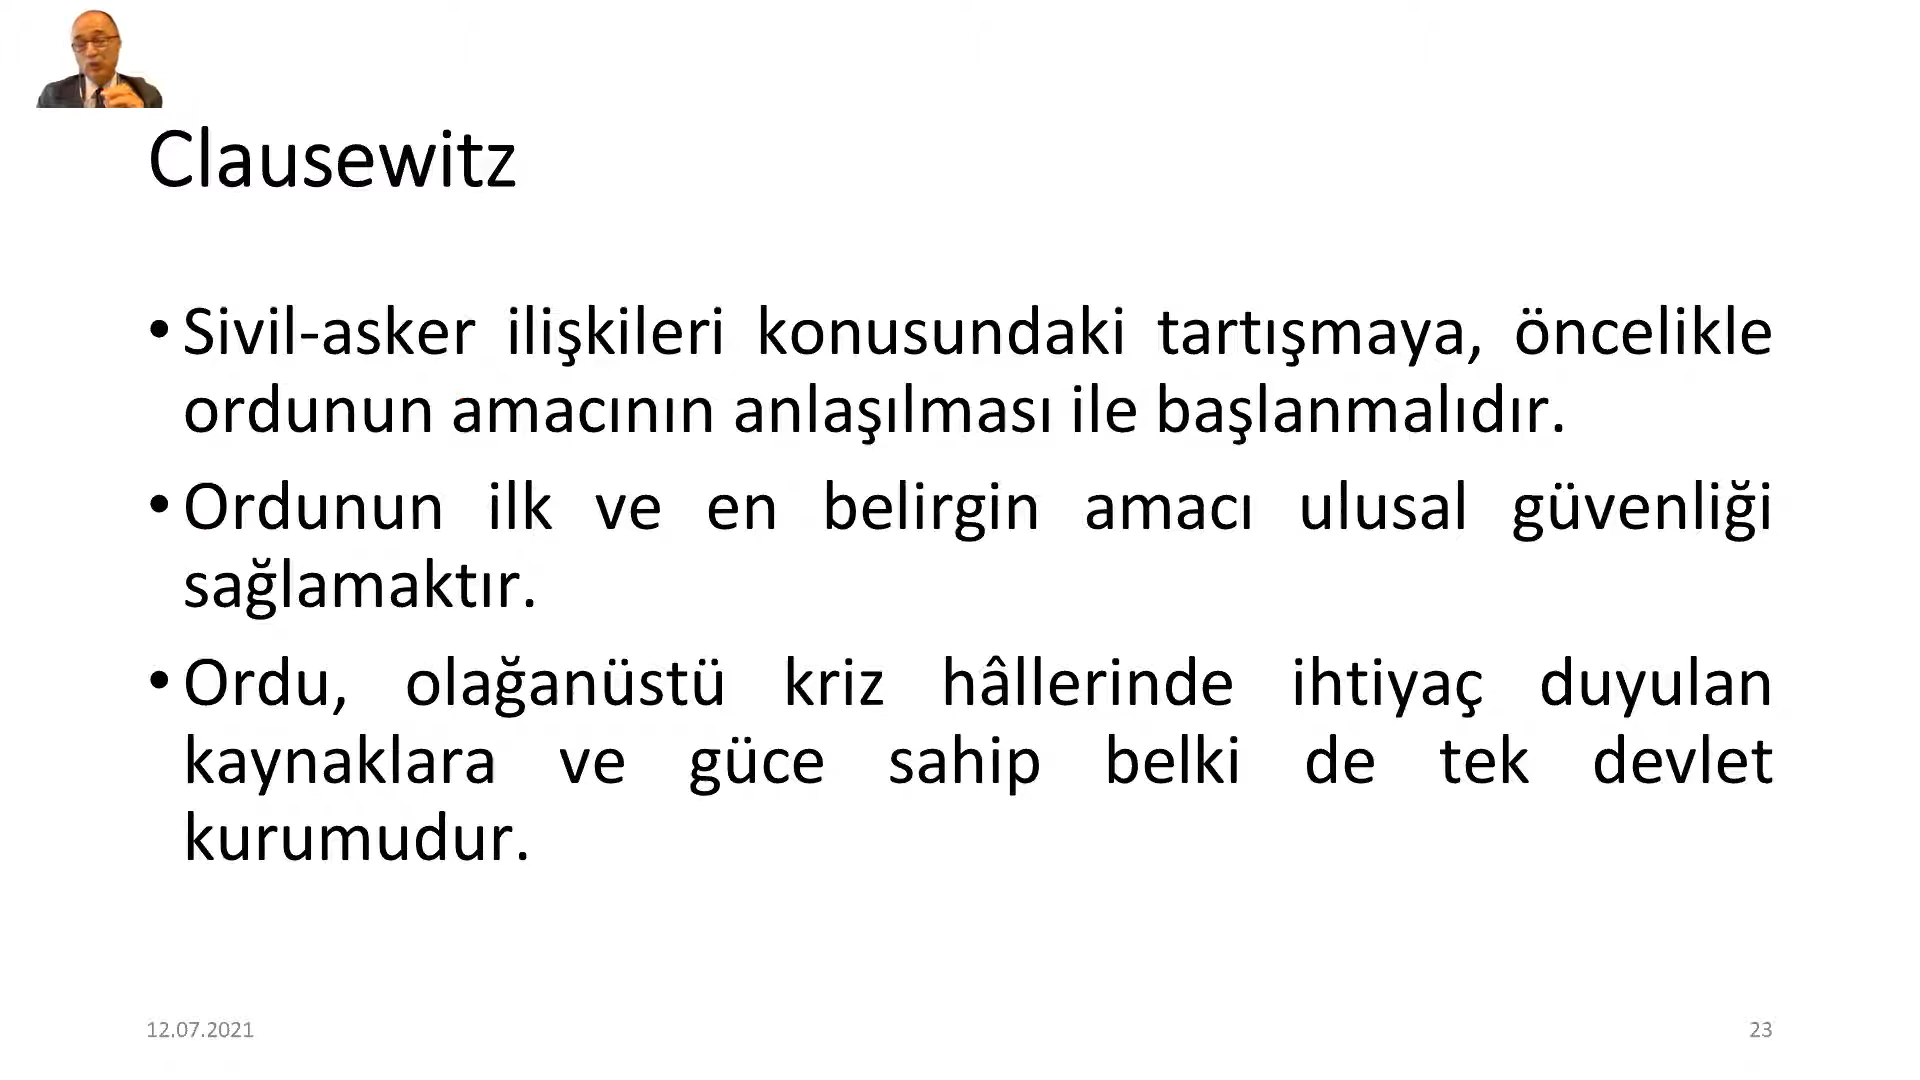 Clausewitz
• Sivil-asker ilişkileri konusundaki tartışmaya, öncelikle
ordunun amacının anlaşılması ile başlanmalıdır.
• Ordunun ilk ve en belirgin amacı ulusal güvenliği
sağlamaktır.
• Ordu, olağanüstü kriz hâllerinde ihtiyaç duyulan
kaynaklara ve güce sahip belki de tek devlet
kurumudur.
12.07.2021
23